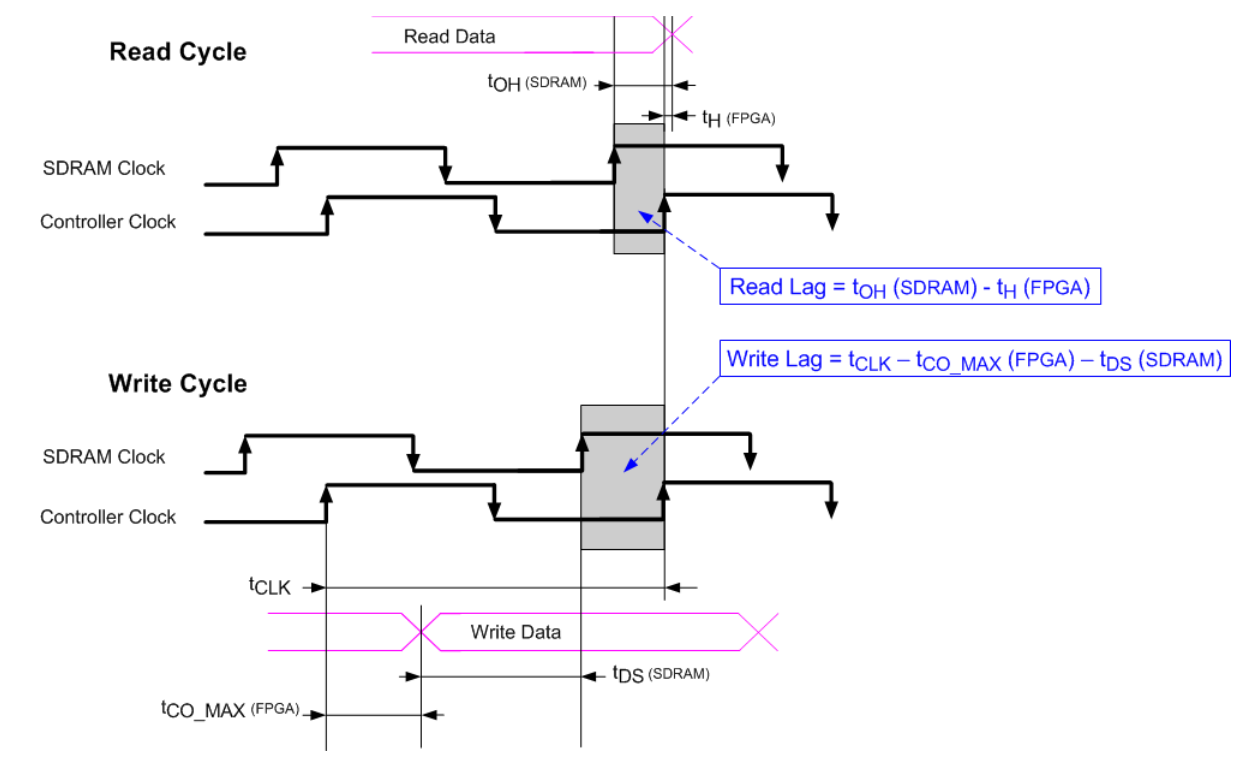 Read Cycle
Read Data
tOH (SDRAM)
tH (FPGA)
SDRAM Clock
Controller Clock
Read Lag = tOH (SDRAM) - tH (FPGA)
Write Lag = tCLK – tCO_MAX (FPGA) – tDS (SDRAM)
Write Cycle
SDRAM Clock
Controller Clock
tCLK
Write Data
tDS (SDRAM)
tCO_MAX (FPGA)